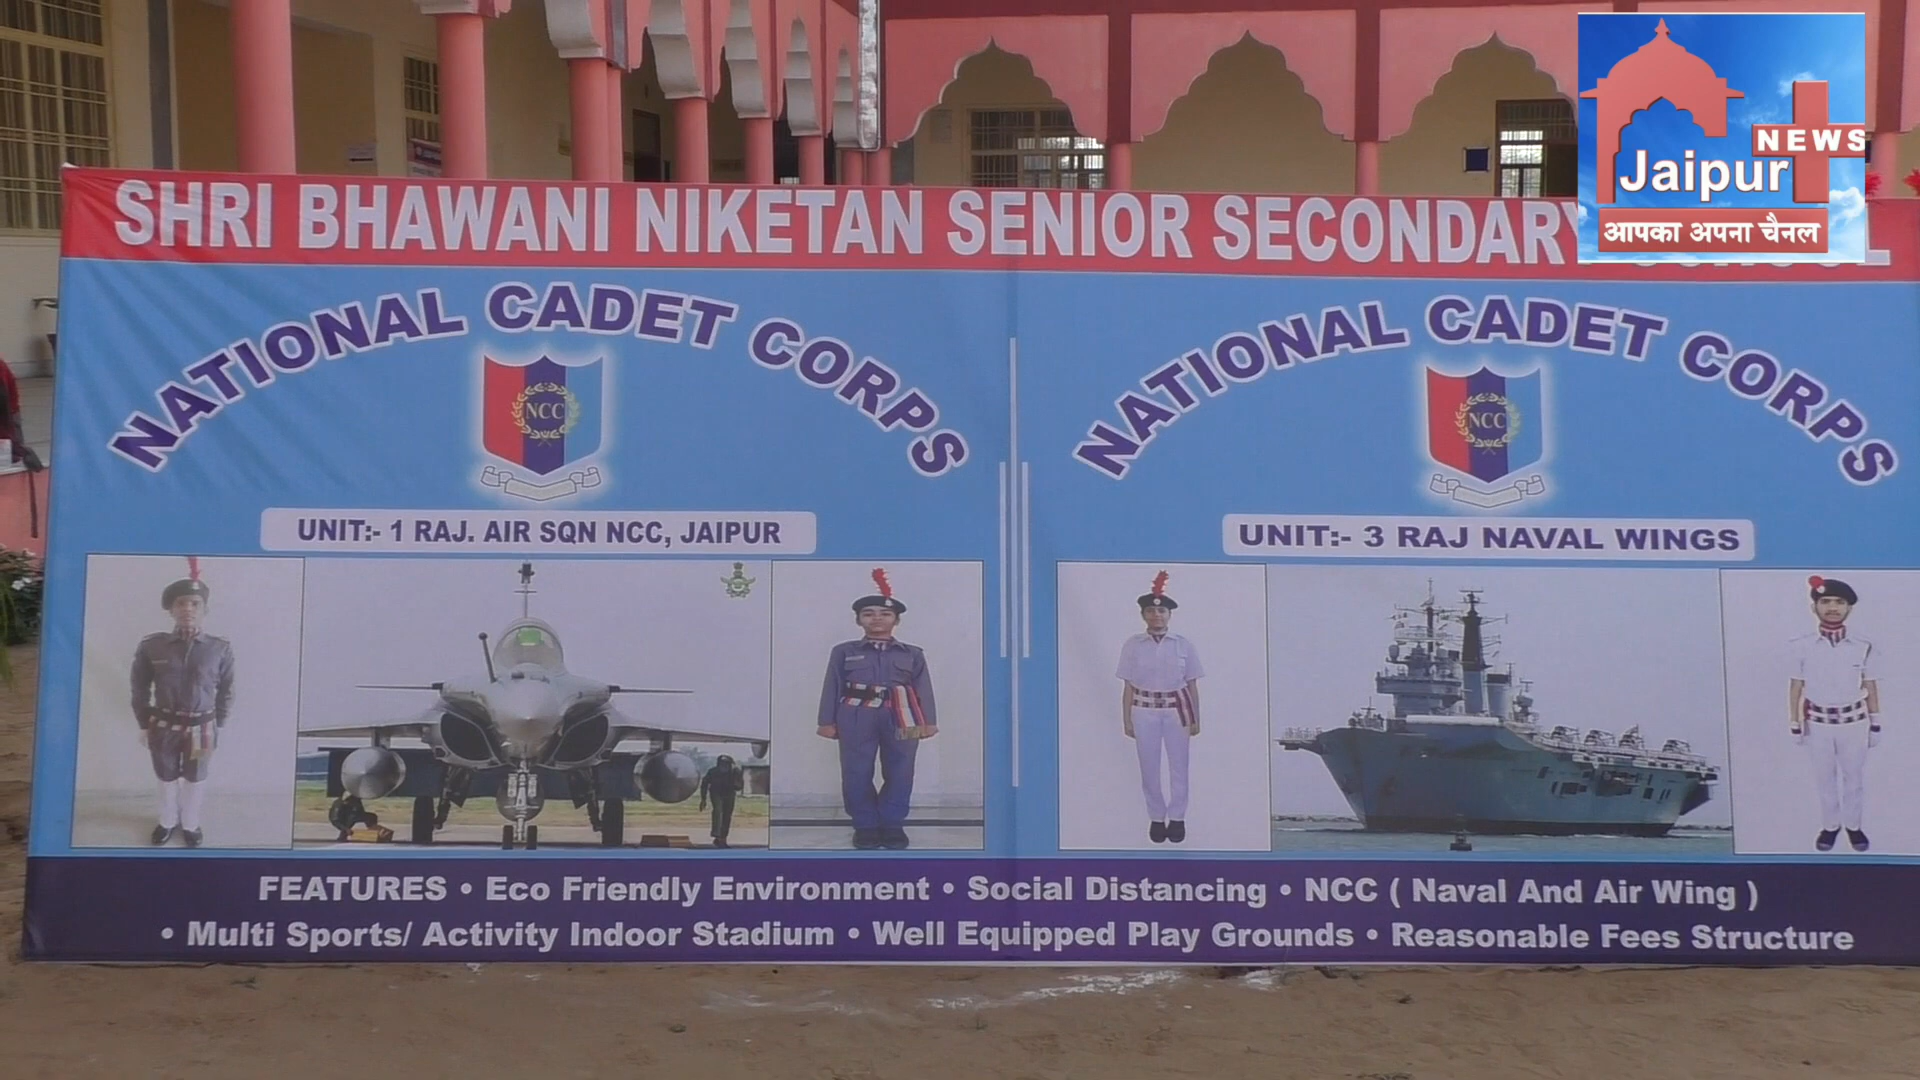 SHRI BHAWANI NIKETAN SENIOR SECONDARY
NATIONAL CADET CORPS
NCC
UNIT:- 1 RAJ. AIR SQN NCC, JAIPUR
NATIONAL CADET CORPS
NCC
UNIT:- 3 RAJ NAVAL WINGS
FEATURES • Eco Friendly Environment • Social Distancing • NCC ( Naval And Air Wing )
• Multi Sports/ Activity Indoor Stadium • Well Equipped Play Grounds • Reasonable Fees Structure
NEWS
Jaipur
आपका अपना चैनल